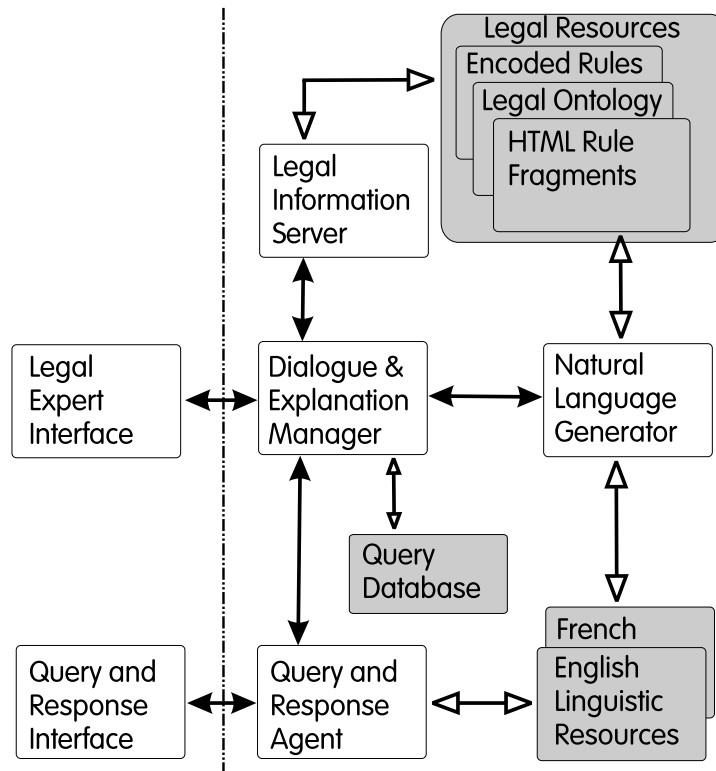 Legal Resources
Encoded Rules
Legal Ontology
HTML Rule
Fragments
Legal
Information
Server
Legal
Expert
Interface
Dialogue &
Explanation
Manager
Natural
Language
Generator
Query
Database
Query and
Response
Interface
Query and
Response
Agent
French
English
Linguistic
Resources